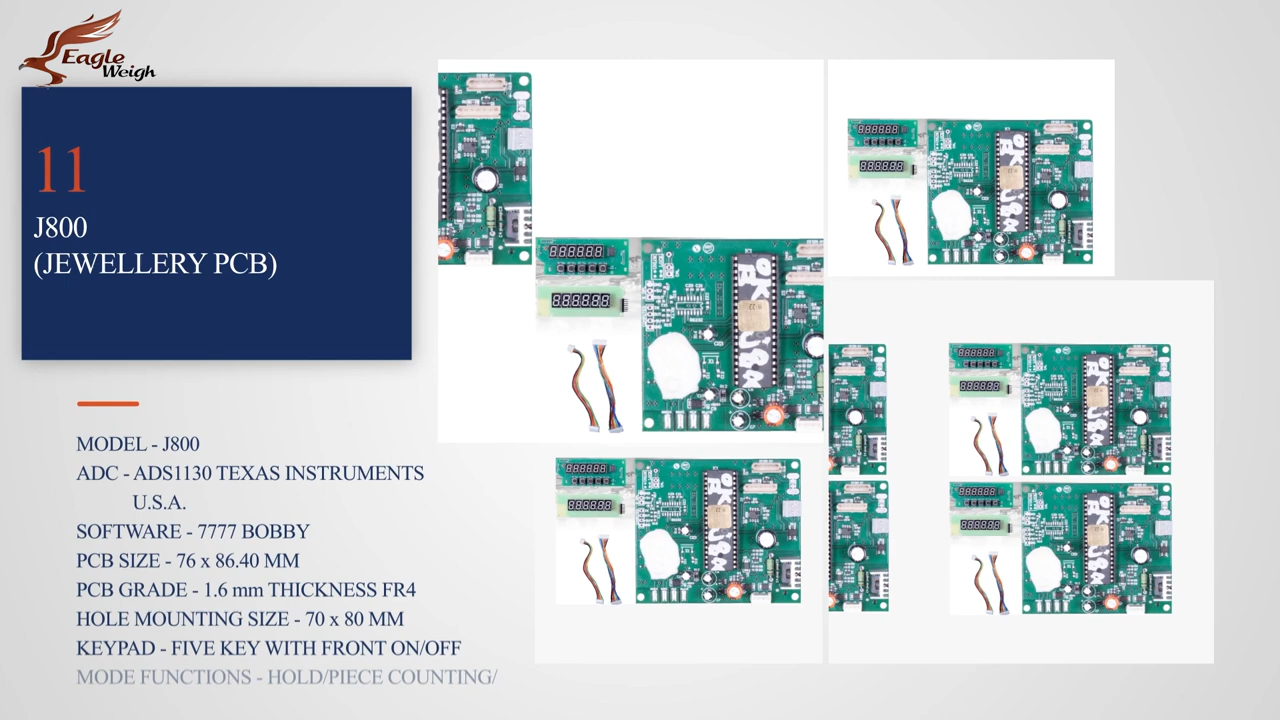 Eagle
Weigh
11
J800
(JEWELLERY PCB)
MODEL - J800
ADC - ADS1130 TEXAS INSTRUMENTS
U.S.A.
SOFTWARE - 7777 BOBBY
PCB SIZE - 76 x 86.40 MM
PCB GRADE - 1.6 mm THICKNESS FR4
HOLE MOUNTING SIZE - 70 x 80 MM
KEYPAD - FIVE KEY WITH FRONT ON/OFF
MODE FUNCTIONS - HOLD/PIECE COUNTING/